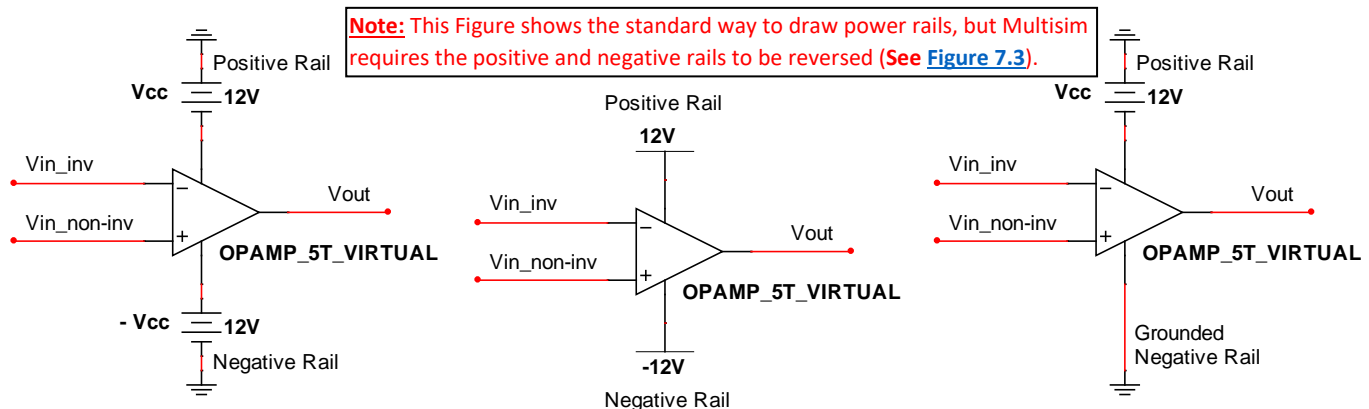 Note: This Figure shows the standard way to draw power rails, but Multisim
requires the positive and negative rails to be reversed (See Figure 7.3).
Positive Rail
Vcc
12V
Vin_inv
Vin_non-inv
−
+
Vout
OPAMP_5T_VIRTUAL
- Vcc
12V
Negative Rail
Positive Rail
12V
Vin_inv
Vin_non-inv
−
+
Vout
OPAMP_5T_VIRTUAL
-12V
Negative Rail
Positive Rail
Vcc
12V
Vin_inv
Vin_non-inv
−
+
Vout
OPAMP_5T_VIRTUAL
Grounded
Negative Rail